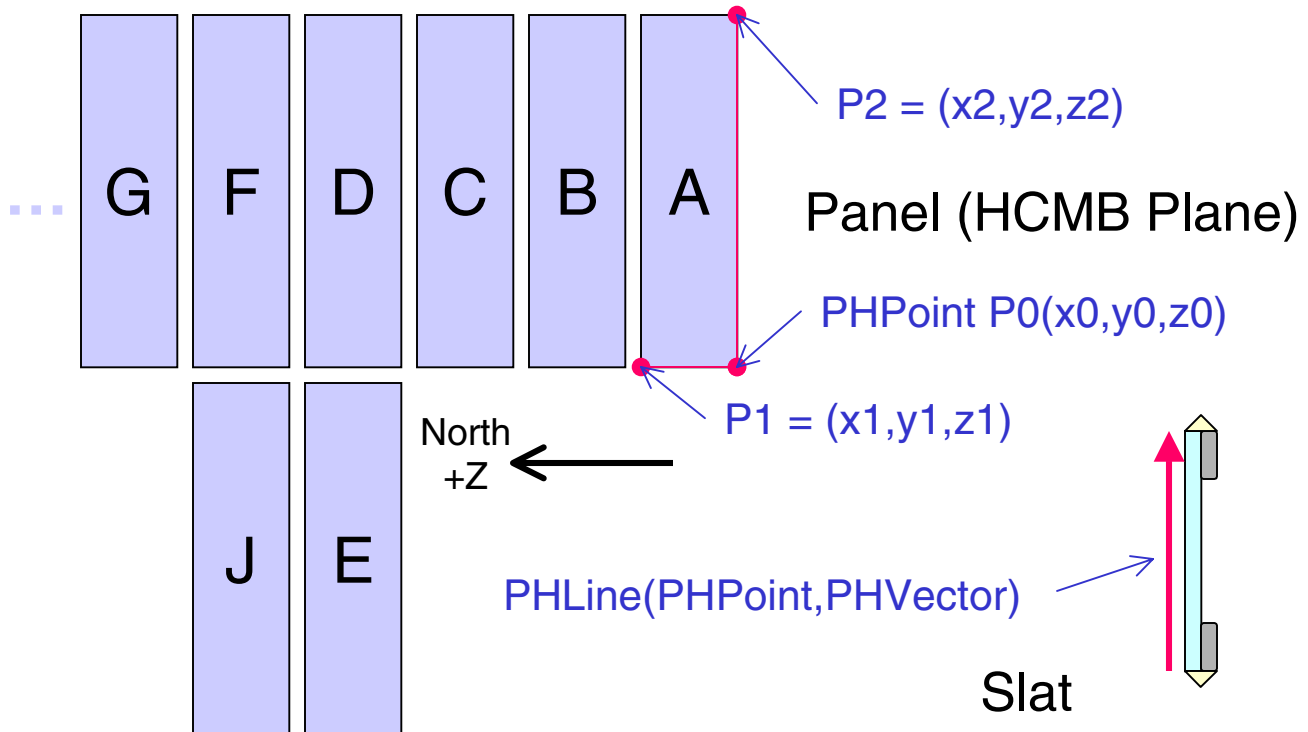 P2 = (x2,y2,z2)
... G F D C B A
Panel (HCMB Plane)
PHPoint P0(x0,y0,z0)
P1 = (x1,y1,z1)
North
+Z
J E
PHLine(PHPoint,PHVector)
Slat